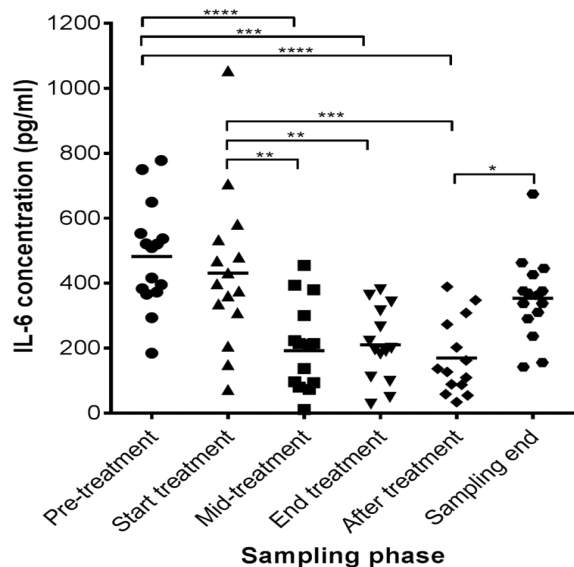 ****
***
****
***
**
**
*
IL-6 concentration (pg/ml)
1200
1000
800
600
400
200
0
Pre-treatment
Start treatment
Mid-treatment
End treatment
After treatment
Sampling end
Sampling phase